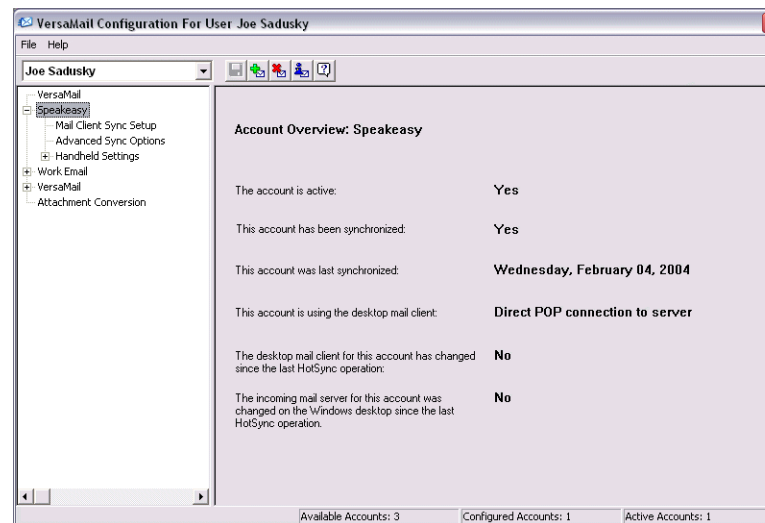 VersaMail Configuration For User Joe Sadusky
File Help
Joe Sadusky
VersaMail
Speakeasy
Mail Client Sync Setup
Advanced Sync Options
Handheld Settings
Work Email
VersaMail
Attachment Conversion
Account Overview: Speakeasy
The account is active: Yes
This account has been synchronized: Yes
This account was last synchronized: Wednesday, February 04, 2004
This account is using the desktop mail client: Direct POP connection to server
The desktop mail client for this account has changed No
since the last HotSync operation:
The incoming mail server for this account was No
changed on the Windows desktop since the last
HotSync operation.
Available Accounts: 3 Configured Accounts: 1 Active Accounts: 1